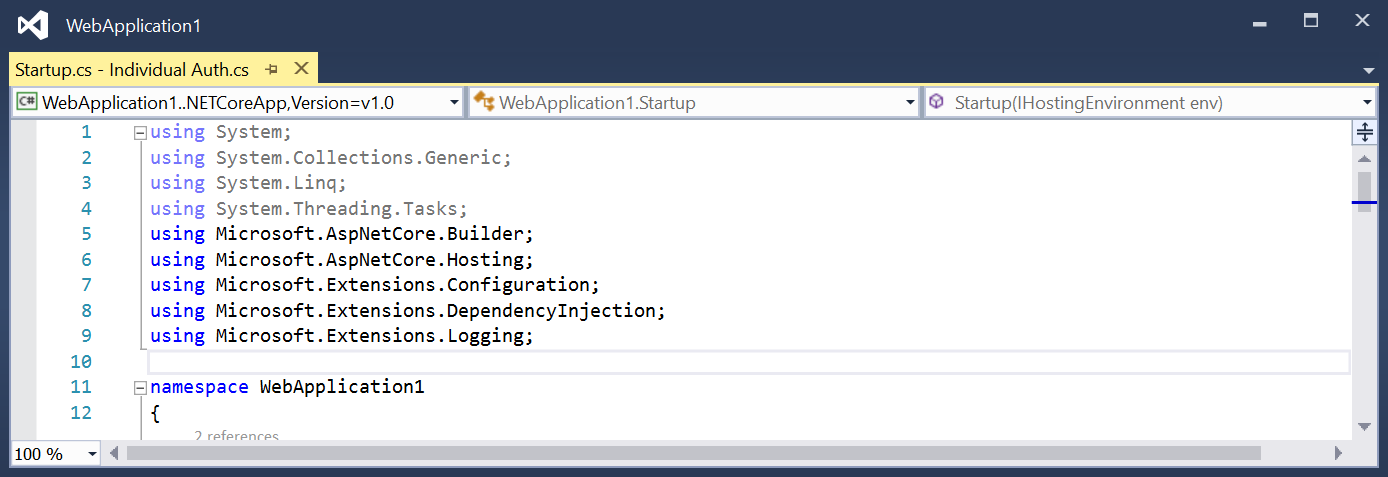 WebApplication1
Startup.cs - Individual Auth.cs
C# WebApplication1..NETCoreApp,Version=v1.0 WebApplication1.Startup Startup(IHostingEnvironment env)
1 using System;
2 using System.Collections.Generic;
3 using System.Linq;
4 using System.Threading.Tasks;
5 using Microsoft.AspNetCore.Builder;
6 using Microsoft.AspNetCore.Hosting;
7 using Microsoft.Extensions.Configuration;
8 using Microsoft.Extensions.DependencyInjection;
9 using Microsoft.Extensions.Logging;
10
11 namespace WebApplication1
12 {
2 references
100 %